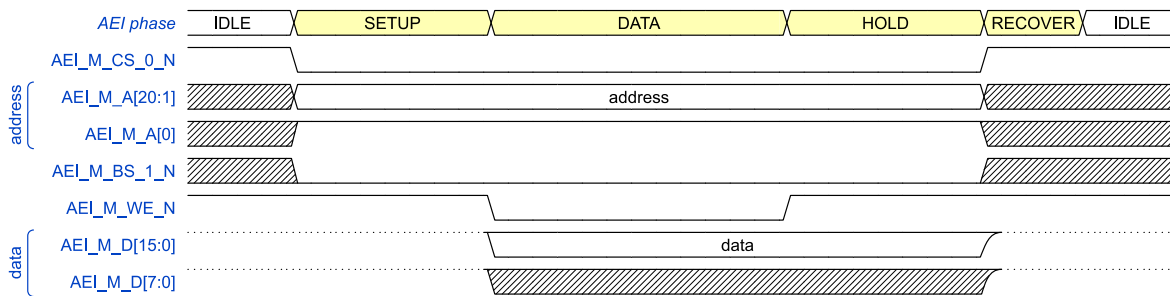 AEI phase IDLE SETUP DATA HOLD RECOVER IDLE
AEI_M_CS_0_N
address
AEI_M_A[20:1] address
AEI_M_A[0]
AEI_M_BS_1_N
AEI_M_WE_N
data
AEI_M_D[15:0] data
AEI_M_D[7:0]